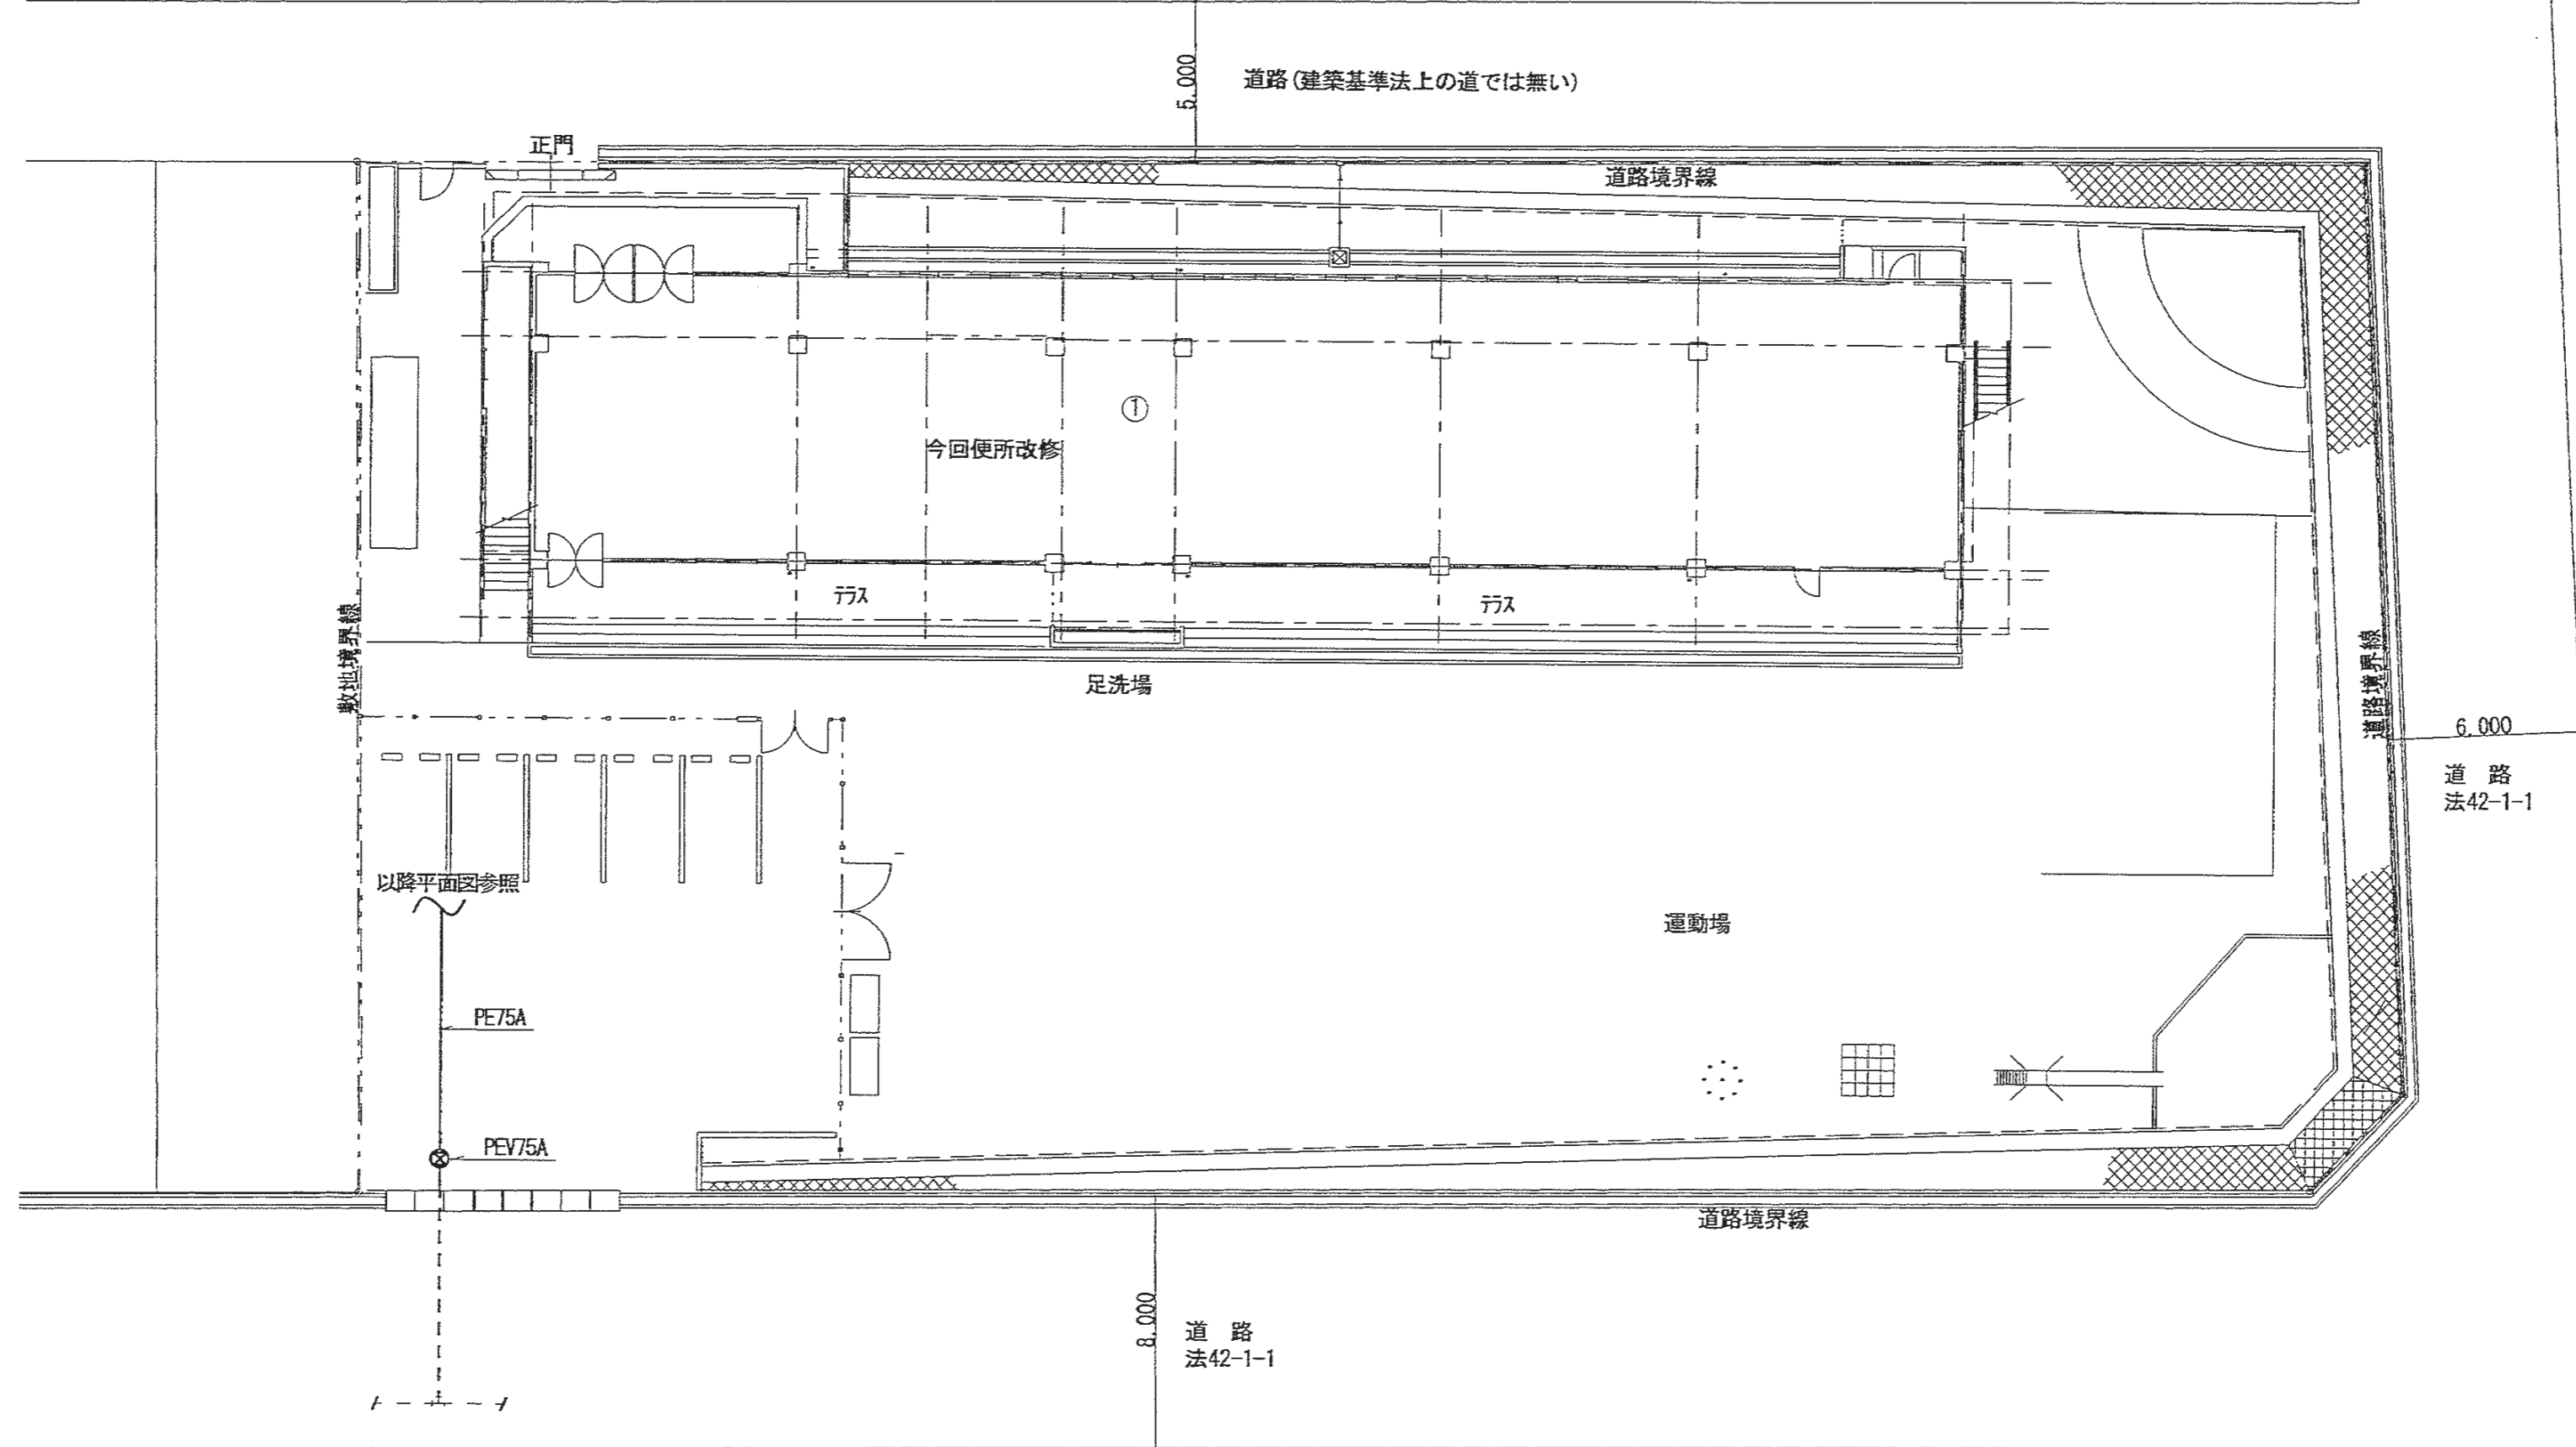 5.000
道路(建築基準法上の道では無い)
正門
道路境界線
①
今回便所改修
テラス
テラス
敷地境界線
足洗場
道路境界線
6.000
道 路
法42-1-1
以降平面図参照
運動場
PE75A
PEV75A
道路境界線
8.000
道 路
法42-1-1